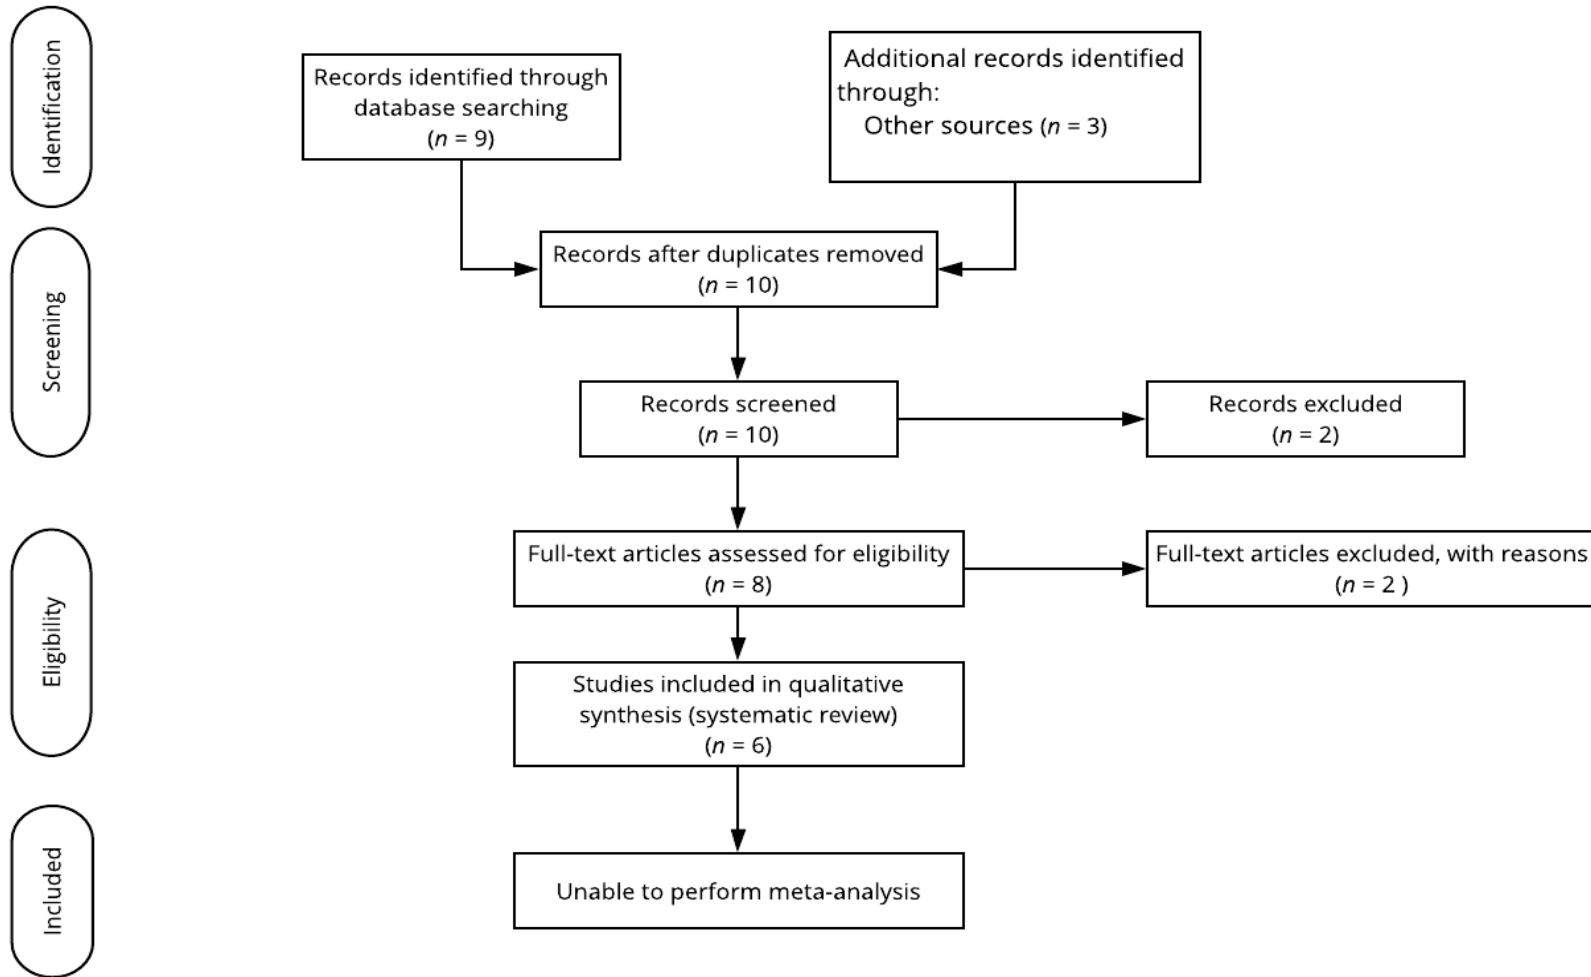 Identification
Records identified through
database searching
(n = 9)
Additional records identified
through:
Other sources (n = 3)
Screening
Records after duplicates removed
(n = 10)
Records screened
(n = 10)
Records excluded
(n = 2)
Eligibility
Full-text articles assessed for eligibility
(n = 8)
Full-text articles excluded, with reasons
(n = 2 )
Studies included in qualitative
synthesis (systematic review)
(n = 6)
Included
Unable to perform meta-analysis